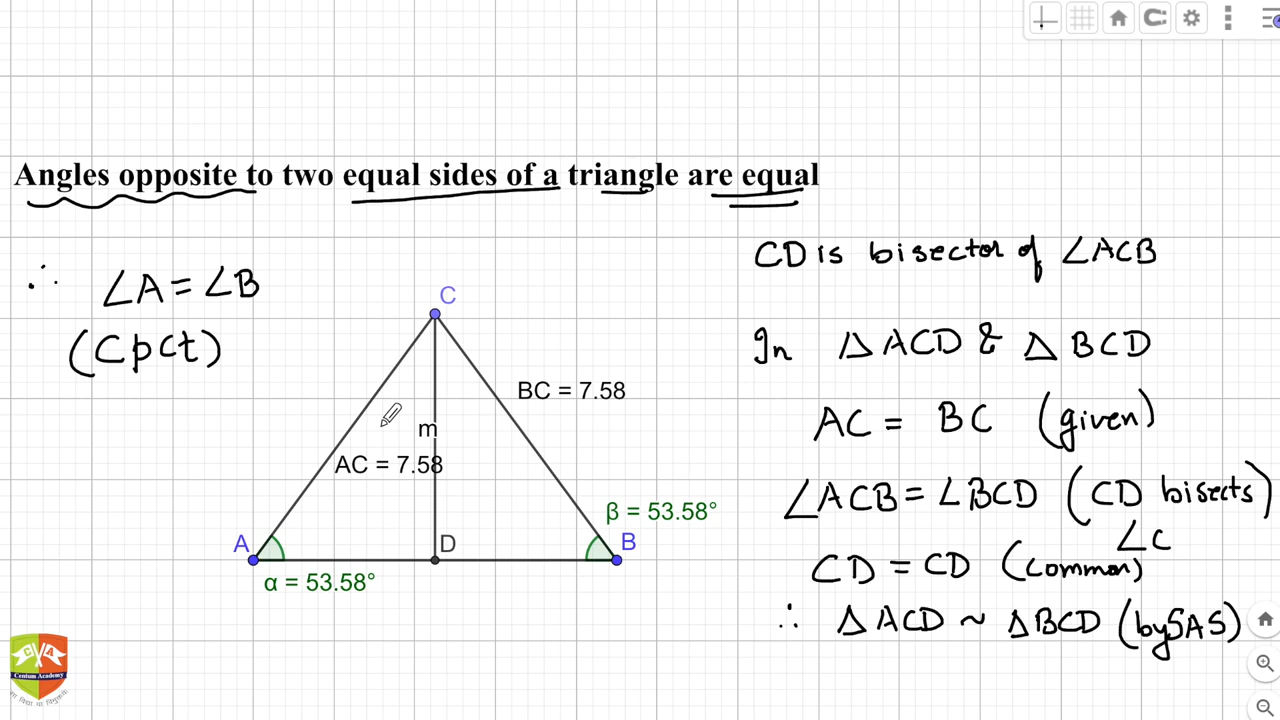 Angles opposite to two equal sides of a triangle are equal
∴ ∠A = ∠B
(Cpct)
C
BC = 7.58
m
AC = 7.58
β = 53.58°
A
D
B
α = 53.58°
CD is bisector of ∠ACB
In Δ ACD & Δ BCD
AC = BC (given)
∠ACB = ∠BCD (CD bisects)
∠C
CD = CD (common)
∴ Δ ACD ~ ΔBCD (by SAS)
C A
Centum Academy